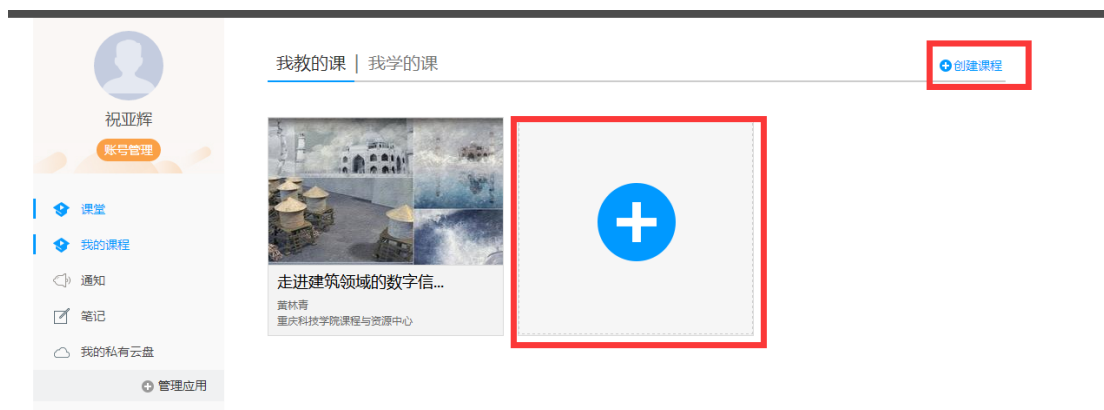 祝亚辉
账号管理
课堂
我的课程
通知
笔记
我的私有云盘
管理应用
我教的课 | 我学的课
创建课程
走进建筑领域的数字信...
黄林青
重庆科技学院课程与资源中心